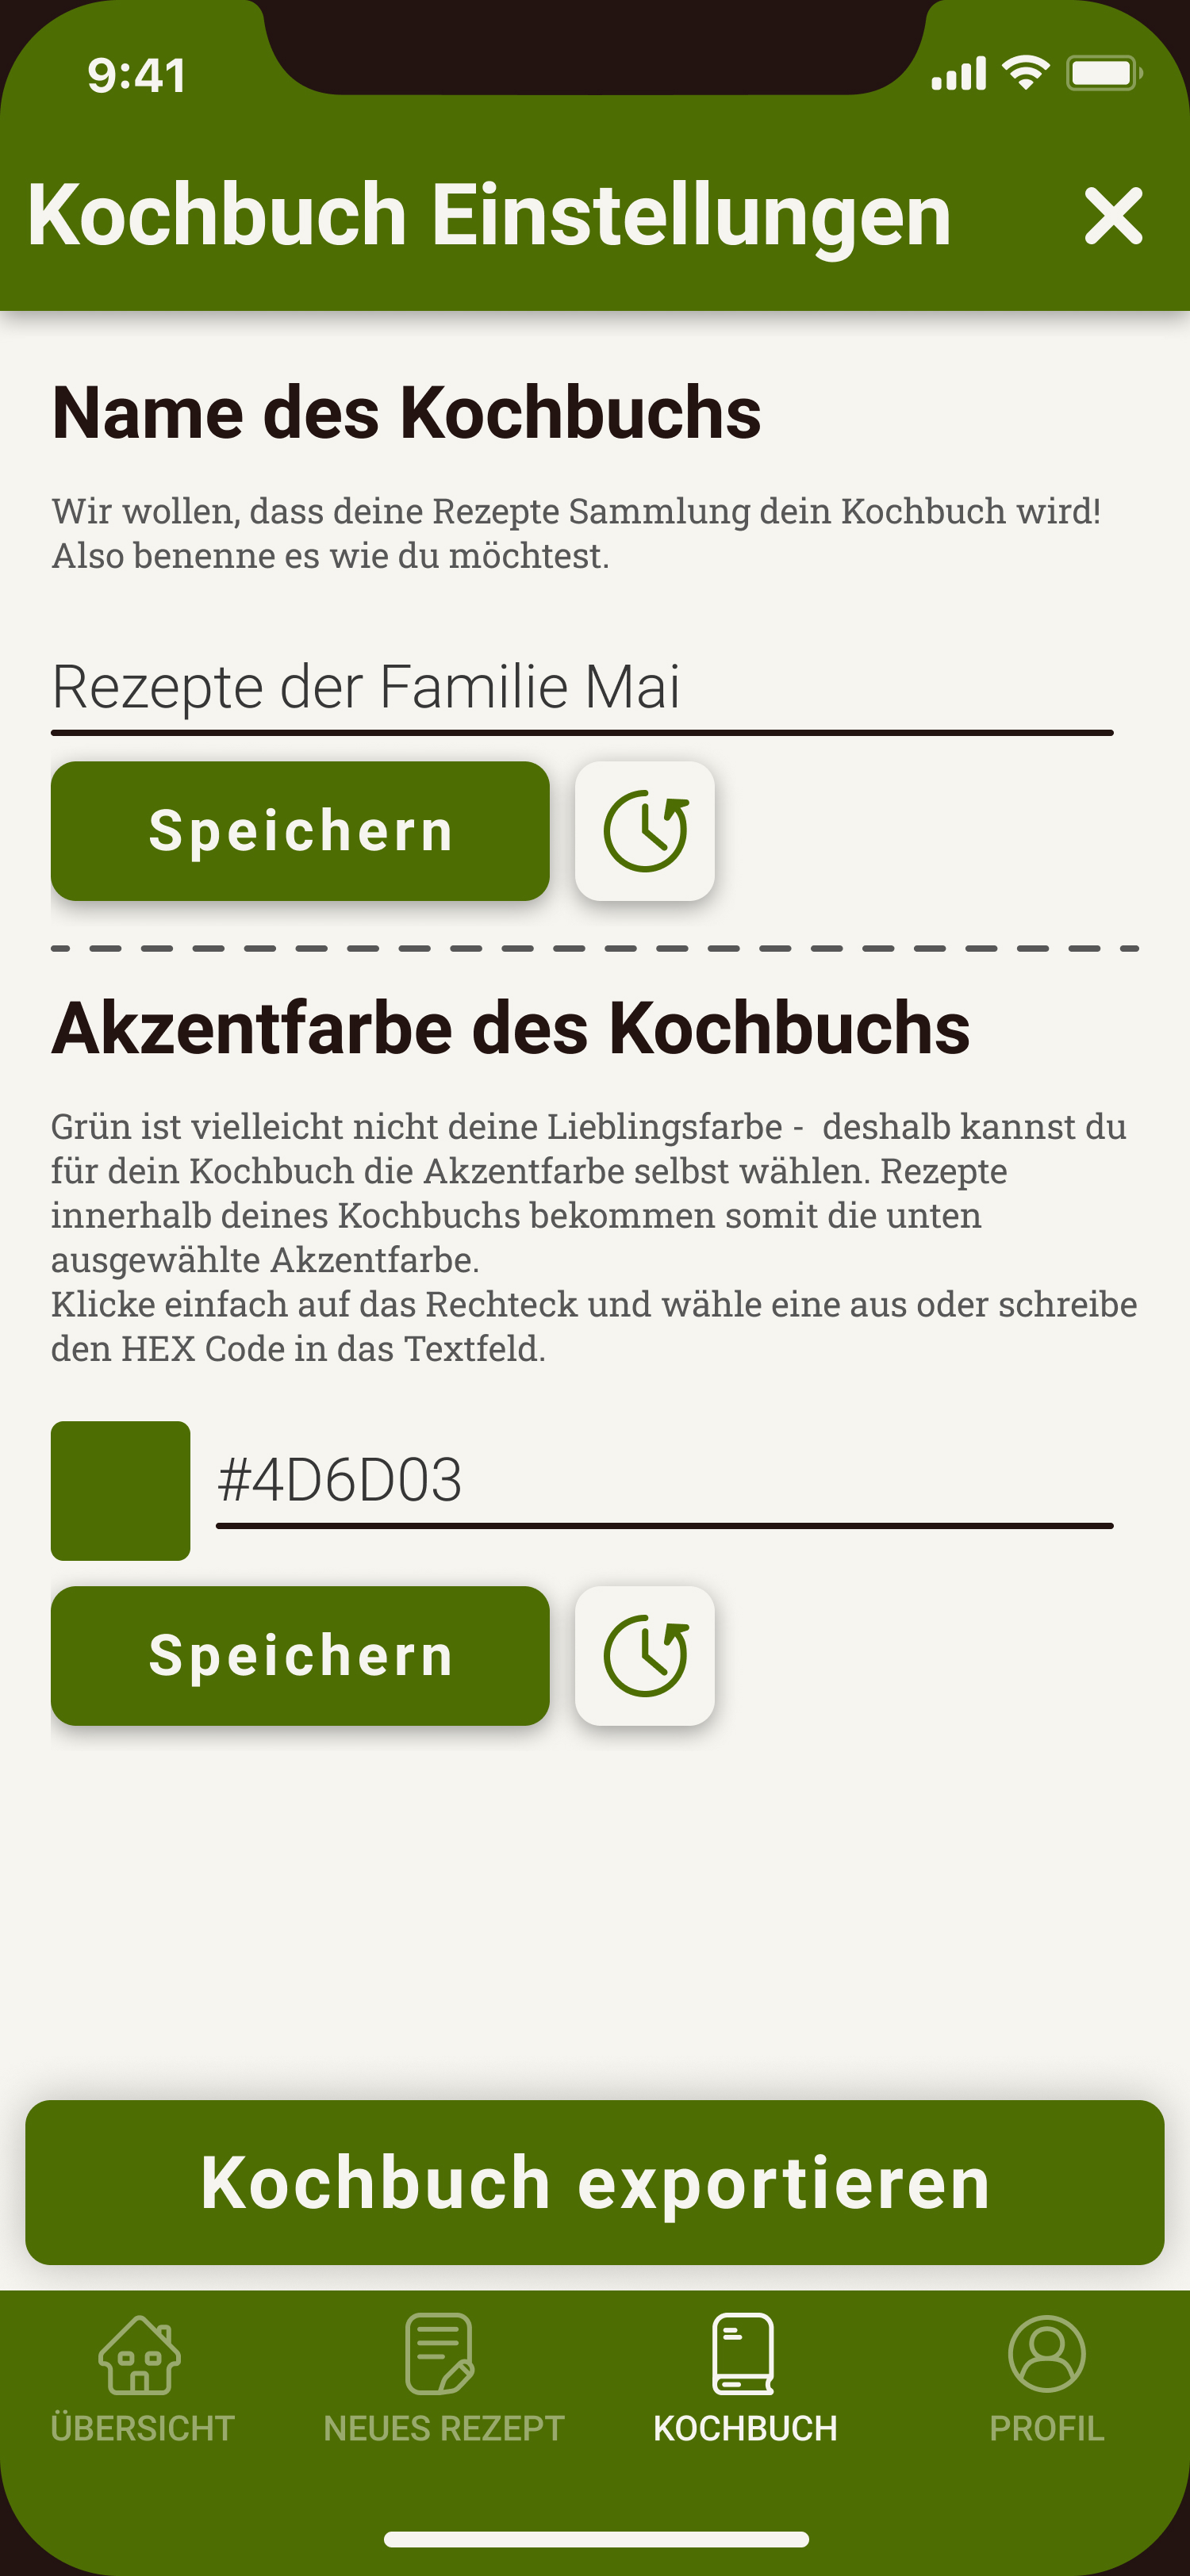 9:41
Kochbuch Einstellungen
Name des Kochbuchs
Wir wollen, dass deine Rezepte Sammlung dein Kochbuch wird!
Also benenne es wie du möchtest.
Rezepte der Familie Mai
Speichern
Akzentfarbe des Kochbuchs
Grün ist vielleicht nicht deine Lieblingsfarbe -  deshalb kannst du
für dein Kochbuch die Akzentfarbe selbst wählen. Rezepte
innerhalb deines Kochbuchs bekommen somit die unten
ausgewählte Akzentfarbe.
Klicke einfach auf das Rechteck und wähle eine aus oder schreibe
den HEX Code in das Textfeld.
#4D6D03
Speichern
Kochbuch exportieren
ÜBERSICHT NEUES REZEPT KOCHBUCH PROFIL